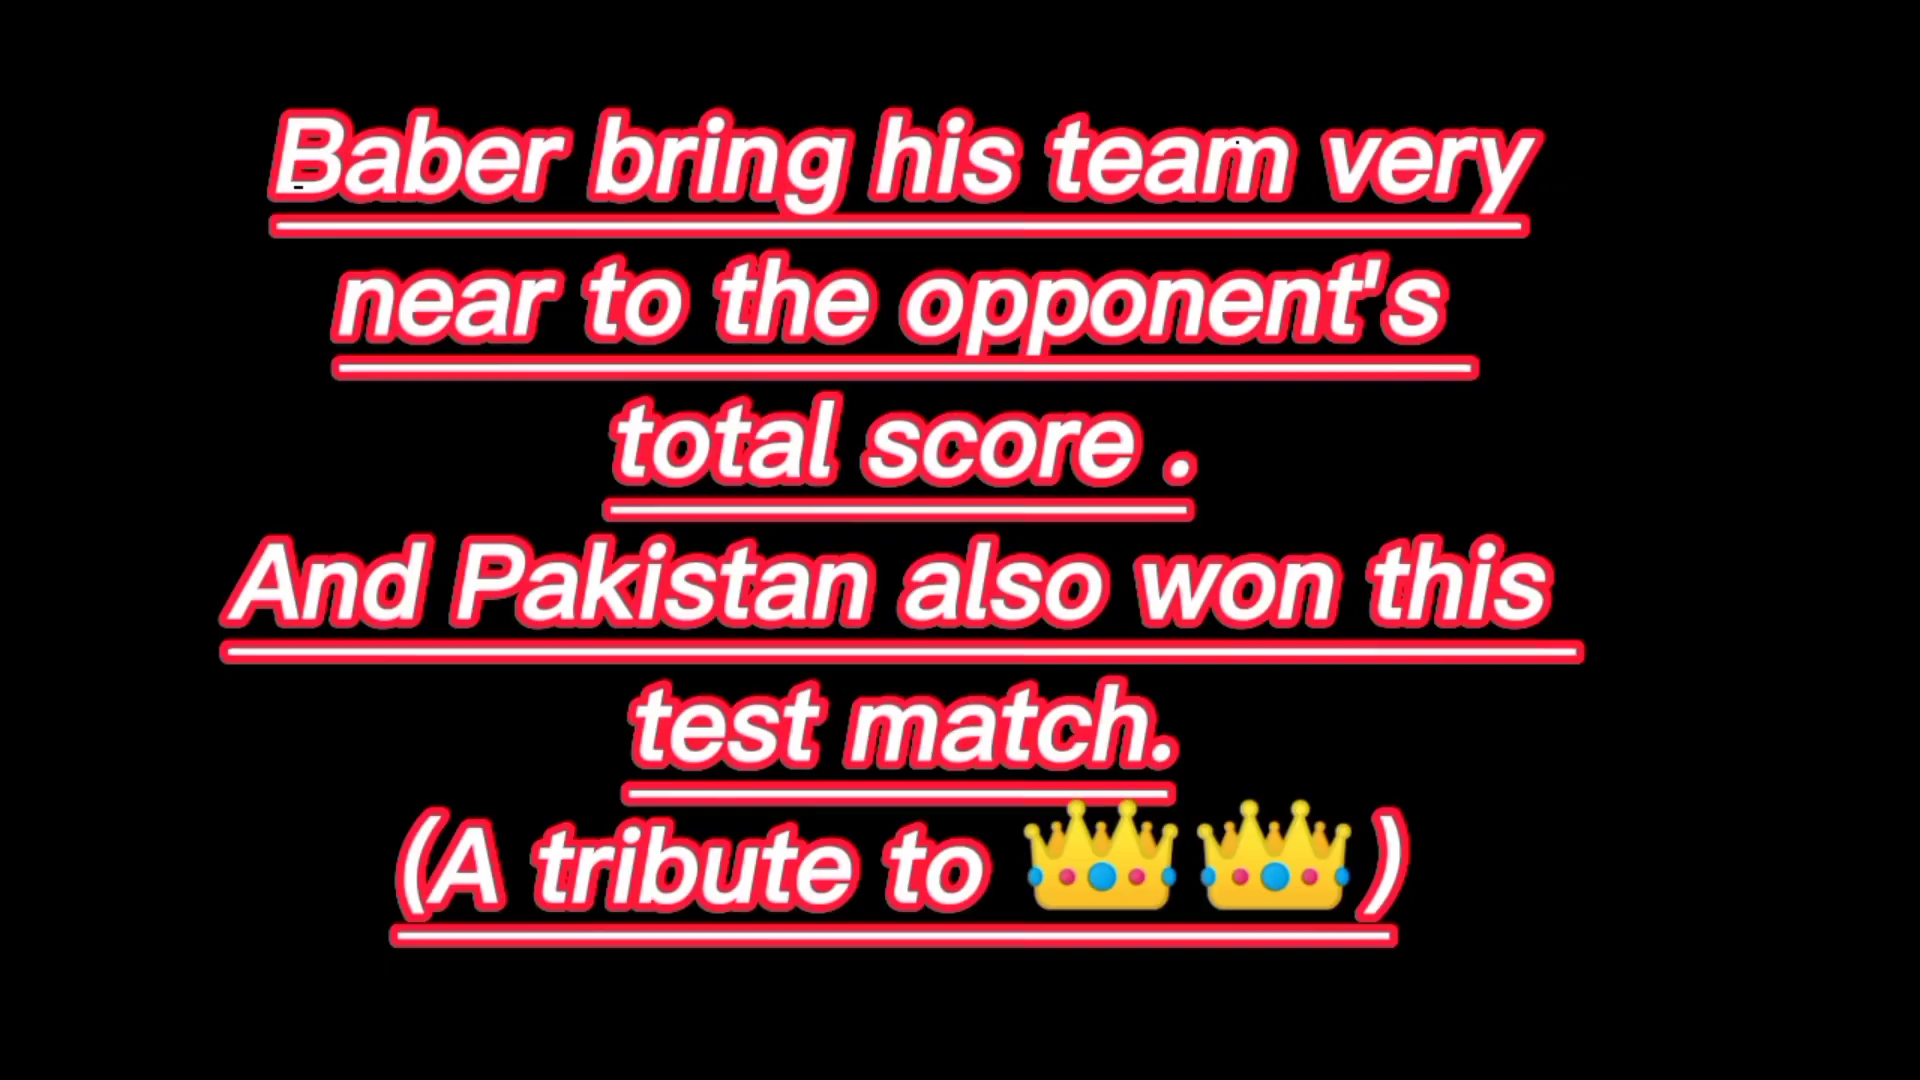 Baber bring his team very
near to the opponent's
total score .
And Pakistan also won this
test match.
(A tribute to 👑👑)